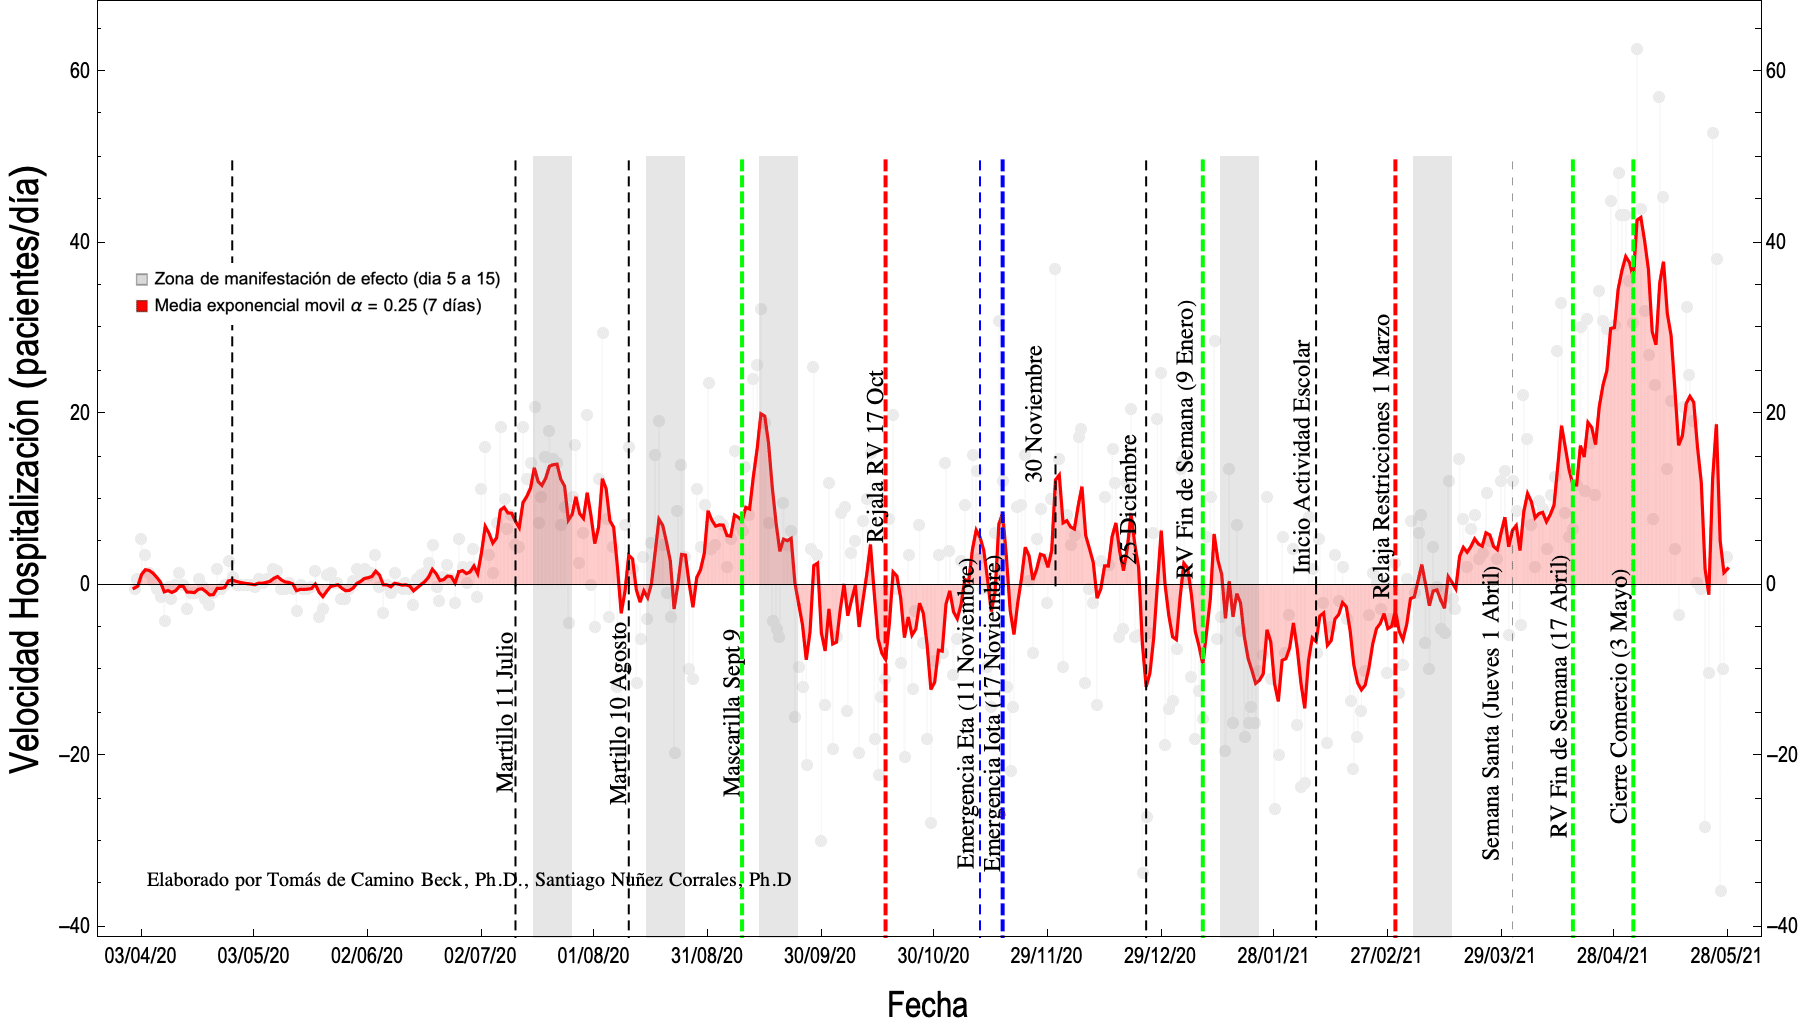 Velocidad Hospitalización (pacientes/día)
60
40
20
0
−20
−40
60
40
20
0
−20
−40
Zona de manifestación de efecto (dia 5 a 15)
Media exponencial movil α = 0.25 (7 días)
Martillo 11 Julio
Martillo 10 Agosto
Mascarilla Sept 9
Rejala RV 17 Oct
Emergencia Eta (11 Noviembre)
Emergencia Iota (17 Noviembre)
30 Noviembre
25 Diciembre
RV Fin de Semana (9 Enero)
Inicio Actividad Escolar
Relaja Restricciones 1 Marzo
Semana Santa (Jueves 1 Abril)
RV Fin de Semana (17 Abril)
Cierre Comercio (3 Mayo)
Elaborado por Tomás de Camino Beck, Ph.D., Santiago Nuñez Corrales, Ph.D
03/04/20
03/05/20
02/06/20
02/07/20
01/08/20
31/08/20
30/09/20
30/10/20
29/11/20
29/12/20
28/01/21
27/02/21
29/03/21
28/04/21
28/05/21
Fecha